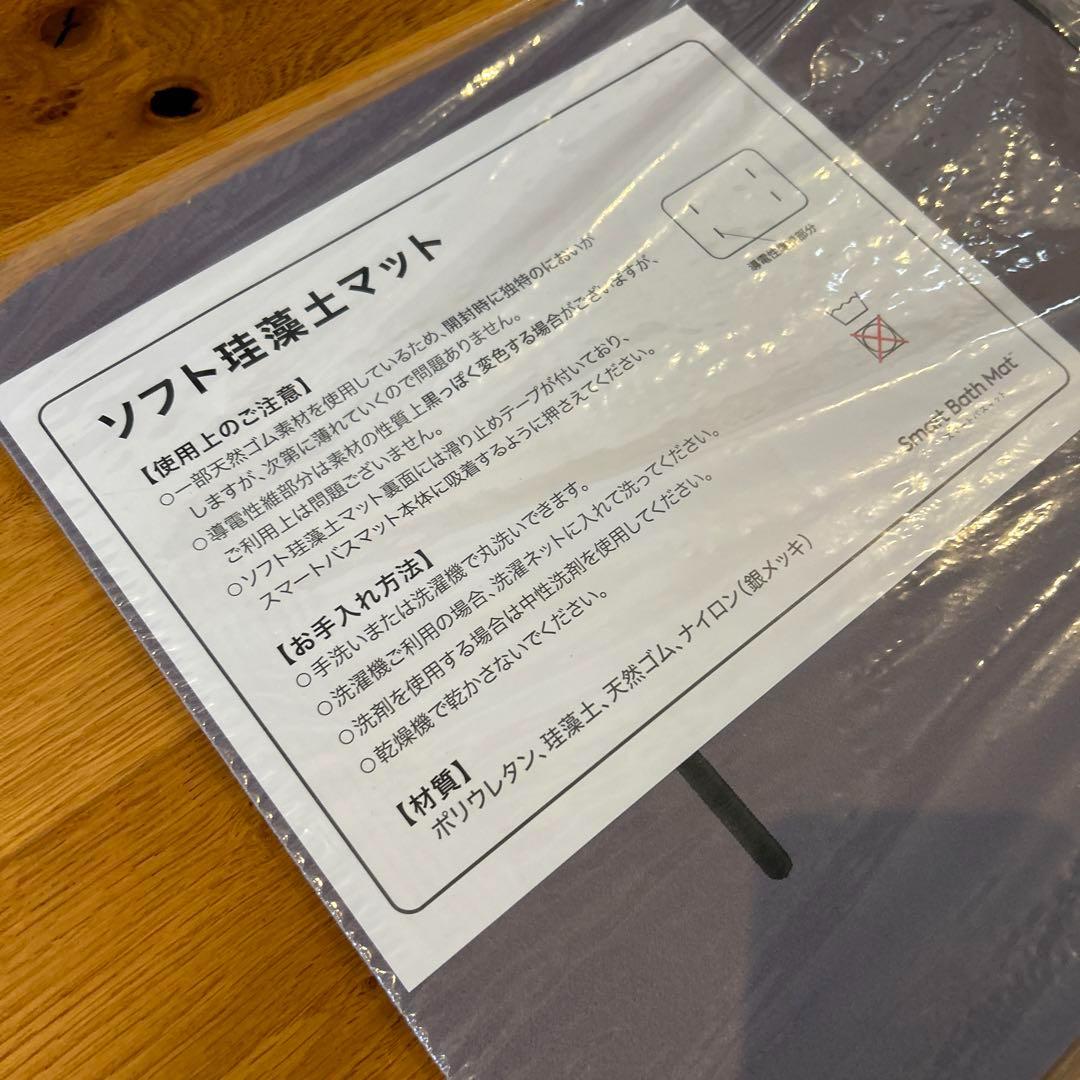 ソフト珪藻土マット
【使用上のご注意】
○一部天然ゴム素材を使用しているため、開封時に独特のにおいが
しますが、次第に薄れていくので問題ありません。
○導電性維部分は素材の性質上黒っぽく変色する場合がございますが、
ご利用上は問題ございません。
○ソフト珪藻土マット裏面には滑り止めテープが付いており、
スマートバスマット本体に吸着するように押さえてください。
【お手入れ方法】
○手洗いまたは洗濯機で丸洗いできます。
○洗濯機ご利用の場合、洗濯ネットに入れて洗ってください。
○洗剤を使用する場合は中性洗剤を使用してください。
○乾燥機で乾かさないでください。
【材質】
ポリウレタン、珪藻土、天然ゴム、ナイロン（銀メッキ）
導電性繊維部分
Smart Bath Mat™
スマートバスマット